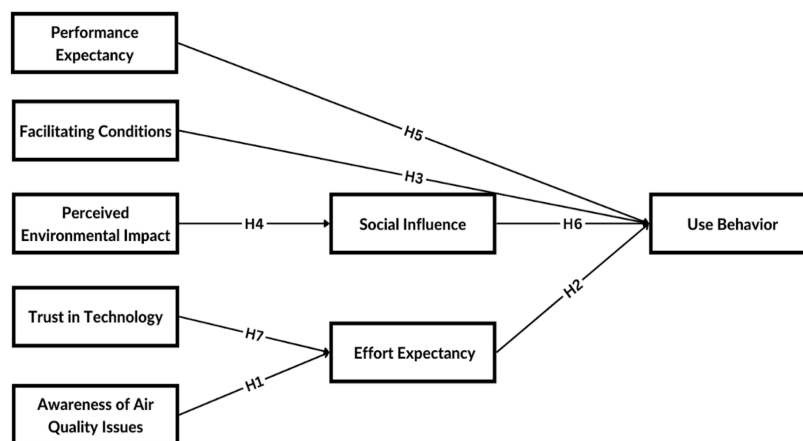 Performance
Expectancy
H5
Facilitating Conditions
H3
Perceived
Environmental Impact
H4
Social Influence
H6
Use Behavior
H2
Trust in Technology
H7
Effort Expectancy
H1
Awareness of Air
Quality Issues